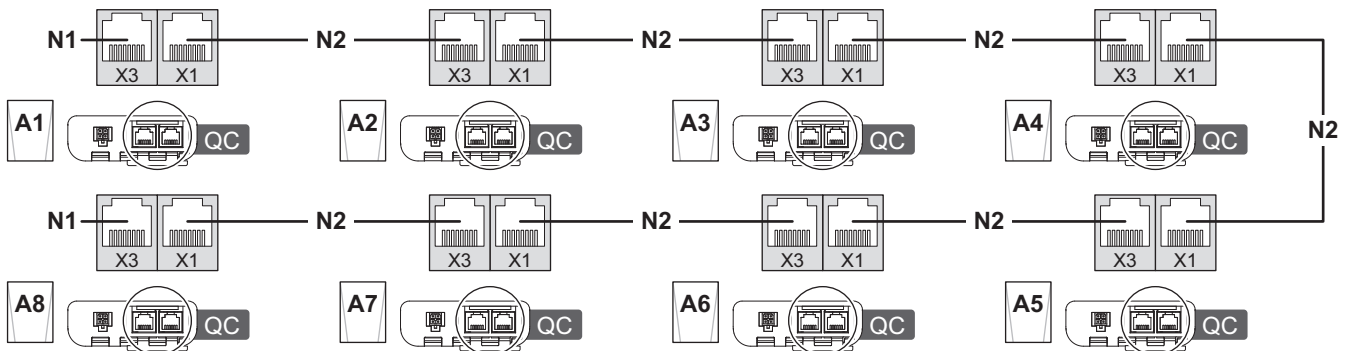 N1 N2 N2 N2
X3 X1 X3 X1 X3 X1 X3 X1
A1 QC A2 QC A3 QC A4 QC N2
N1 N2 N2 N2
X3 X1 X3 X1 X3 X1 X3 X1
A8 QC A7 QC A6 QC A5 QC